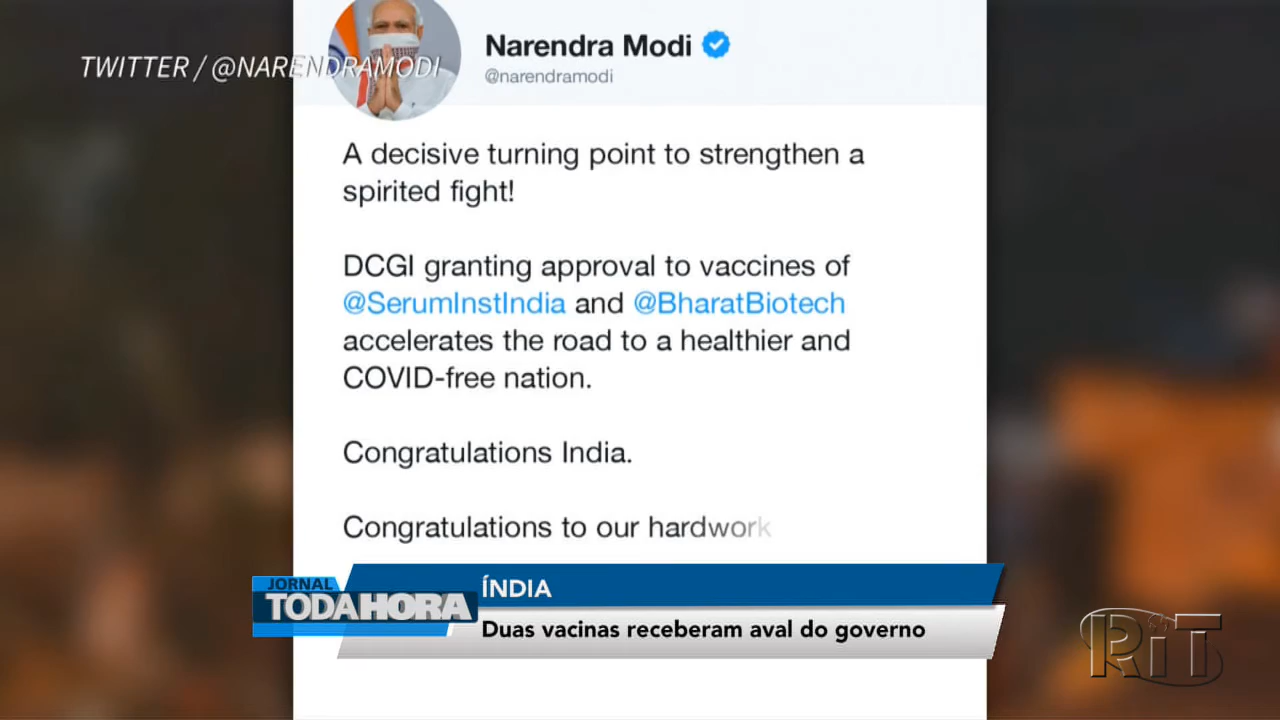 TWITTER / @NARENDRAMODI
Narendra Modi
@narendramodi
A decisive turning point to strengthen a
spirited fight!
DCGI granting approval to vaccines of
@SerumInstIndia and @BharatBiotech
accelerates the road to a healthier and
COVID-free nation.
Congratulations India.
Congratulations to our hardwork
JORNAL
TODAHORA
ÍNDIA
Duas vacinas receberam aval do governo
RiT